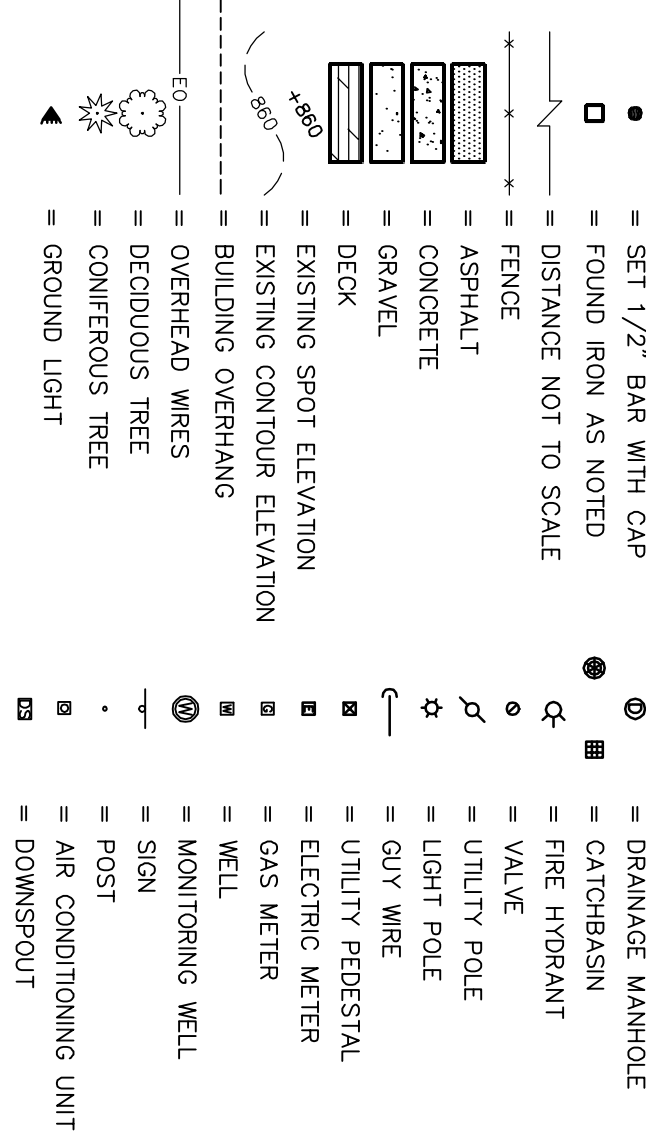 = SET 1/2" BAR WITH CAP
= FOUND IRON AS NOTED
= DISTANCE NOT TO SCALE
= FENCE
= ASPHALT
= CONCRETE
= GRAVEL
= DECK
+860 = EXISTING SPOT ELEVATION
860 = EXISTING CONTOUR ELEVATION
= BUILDING OVERHANG
EO = OVERHEAD WIRES
= DECIDUOUS TREE
= CONIFEROUS TREE
= GROUND LIGHT
D = DRAINAGE MANHOLE
= CATCHBASIN
= FIRE HYDRANT
= VALVE
= UTILITY POLE
= LIGHT POLE
= GUY WIRE
= UTILITY PEDESTAL
E = ELECTRIC METER
G = GAS METER
W = WELL
W = MONITORING WELL
= SIGN
= POST
= AIR CONDITIONING UNIT
DS = DOWNSPOUT